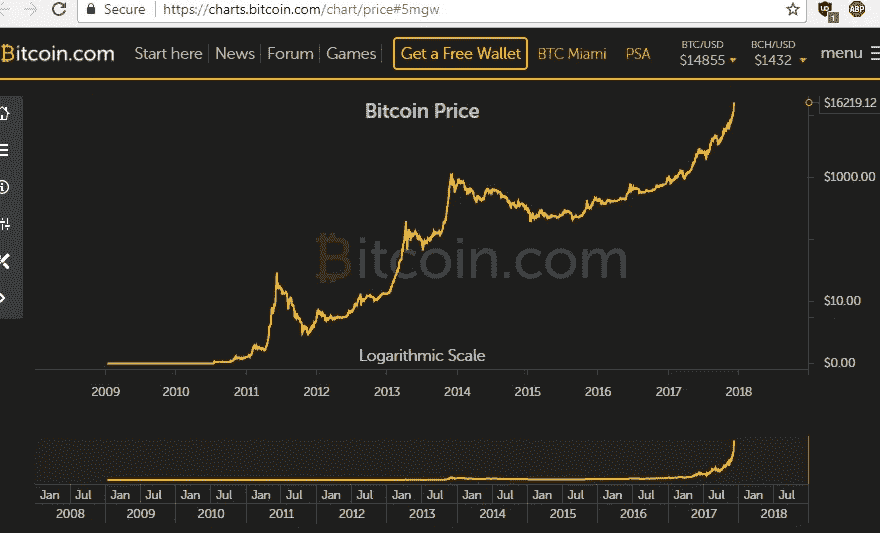 Secure https://charts.bitcoin.com/chart/price#5mgw
Bitcoin.com Start here News Forum Games Get a Free Wallet BTC Miami PSA BTC/USD $14855 BCH/USD $1432 menu
Bitcoin Price
$16219.12
$1000.00
Bitcoin.com
$10.00
Logarithmic Scale
$0.00
2009 2010 2011 2012 2013 2014 2015 2016 2017 2018
Jan Jul Jan Jul Jan Jul Jan Jul Jan Jul Jan Jul Jan Jul Jan Jul Jan Jul Jan Jul Jan Jul
2008 2009 2010 2011 2012 2013 2014 2015 2016 2017 2018